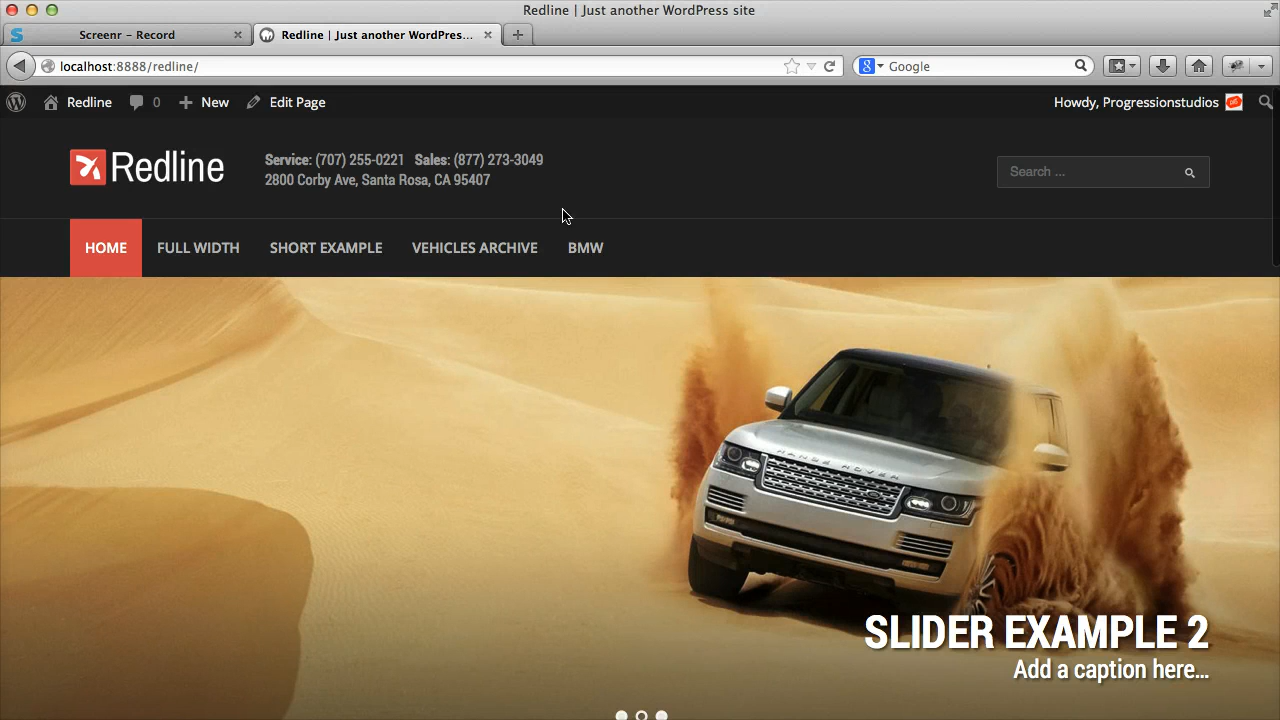 Redline | Just another WordPress site
Screenr - Record
Redline | Just another WordPres...
localhost:8888/redline/
Google
Redline
0
New
Edit Page
Howdy, Progressionstudios
Redline
Service: (707) 255-0221 Sales: (877) 273-3049
2800 Corby Ave, Santa Rosa, CA 95407
Search ...
HOME
FULL WIDTH
SHORT EXAMPLE
VEHICLES ARCHIVE
BMW
RANGE ROVER
SLIDER EXAMPLE 2
Add a caption here...